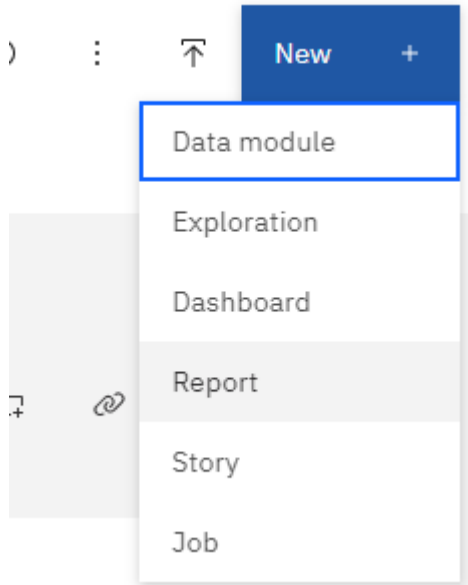 New +
Data module
Exploration
Dashboard
Report
Story
Job